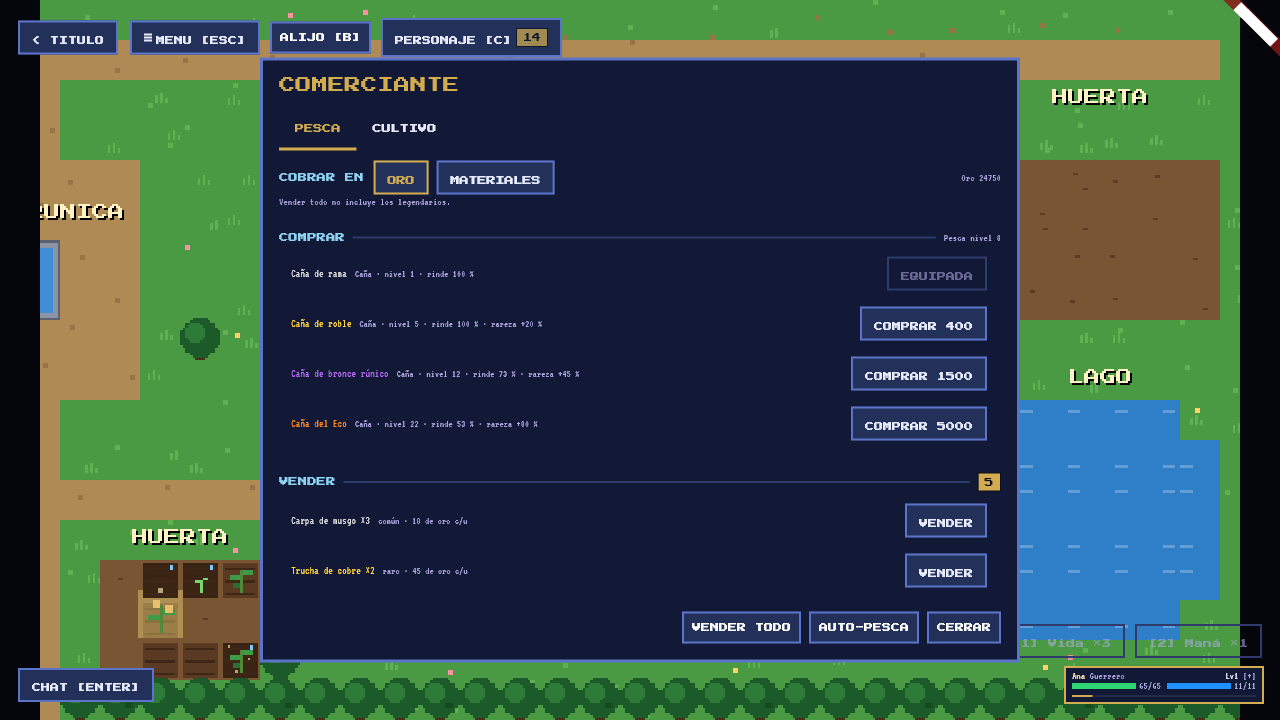 < TITULO
≡MENU [ESC]
ALIJO [B]
PERSONAJE [C] 14
COMERCIANTE
PESCA
CULTIVO
COBRAR EN
ORO
MATERIALES
Oro 24750
Vender todo no incluye los legendarios.
COMPRAR
Pesca nivel 8
Caña de rama Caña · nivel 1 · rinde 100 %
EQUIPADA
Caña de roble Caña · nivel 5 · rinde 100 % · rareza +20 %
COMPRAR 400
Caña de bronce rúnico Caña · nivel 12 · rinde 73 % · rareza +45 %
COMPRAR 1500
Caña del Eco Caña · nivel 22 · rinde 53 % · rareza +80 %
COMPRAR 5000
VENDER
5
Carpa de musgo ×3 común · 18 de oro c/u
VENDER
Trucha de cobre ×2 raro · 45 de oro c/u
VENDER
VENDER TODO
AUTO-PESCA
CERRAR
HUERTA
LAGO
HUERTA
1] Vida ×3
[2] Maná ×1
CHAT [ENTER]
Ana Guerrero
Lv1 [+]
65/65
11/11